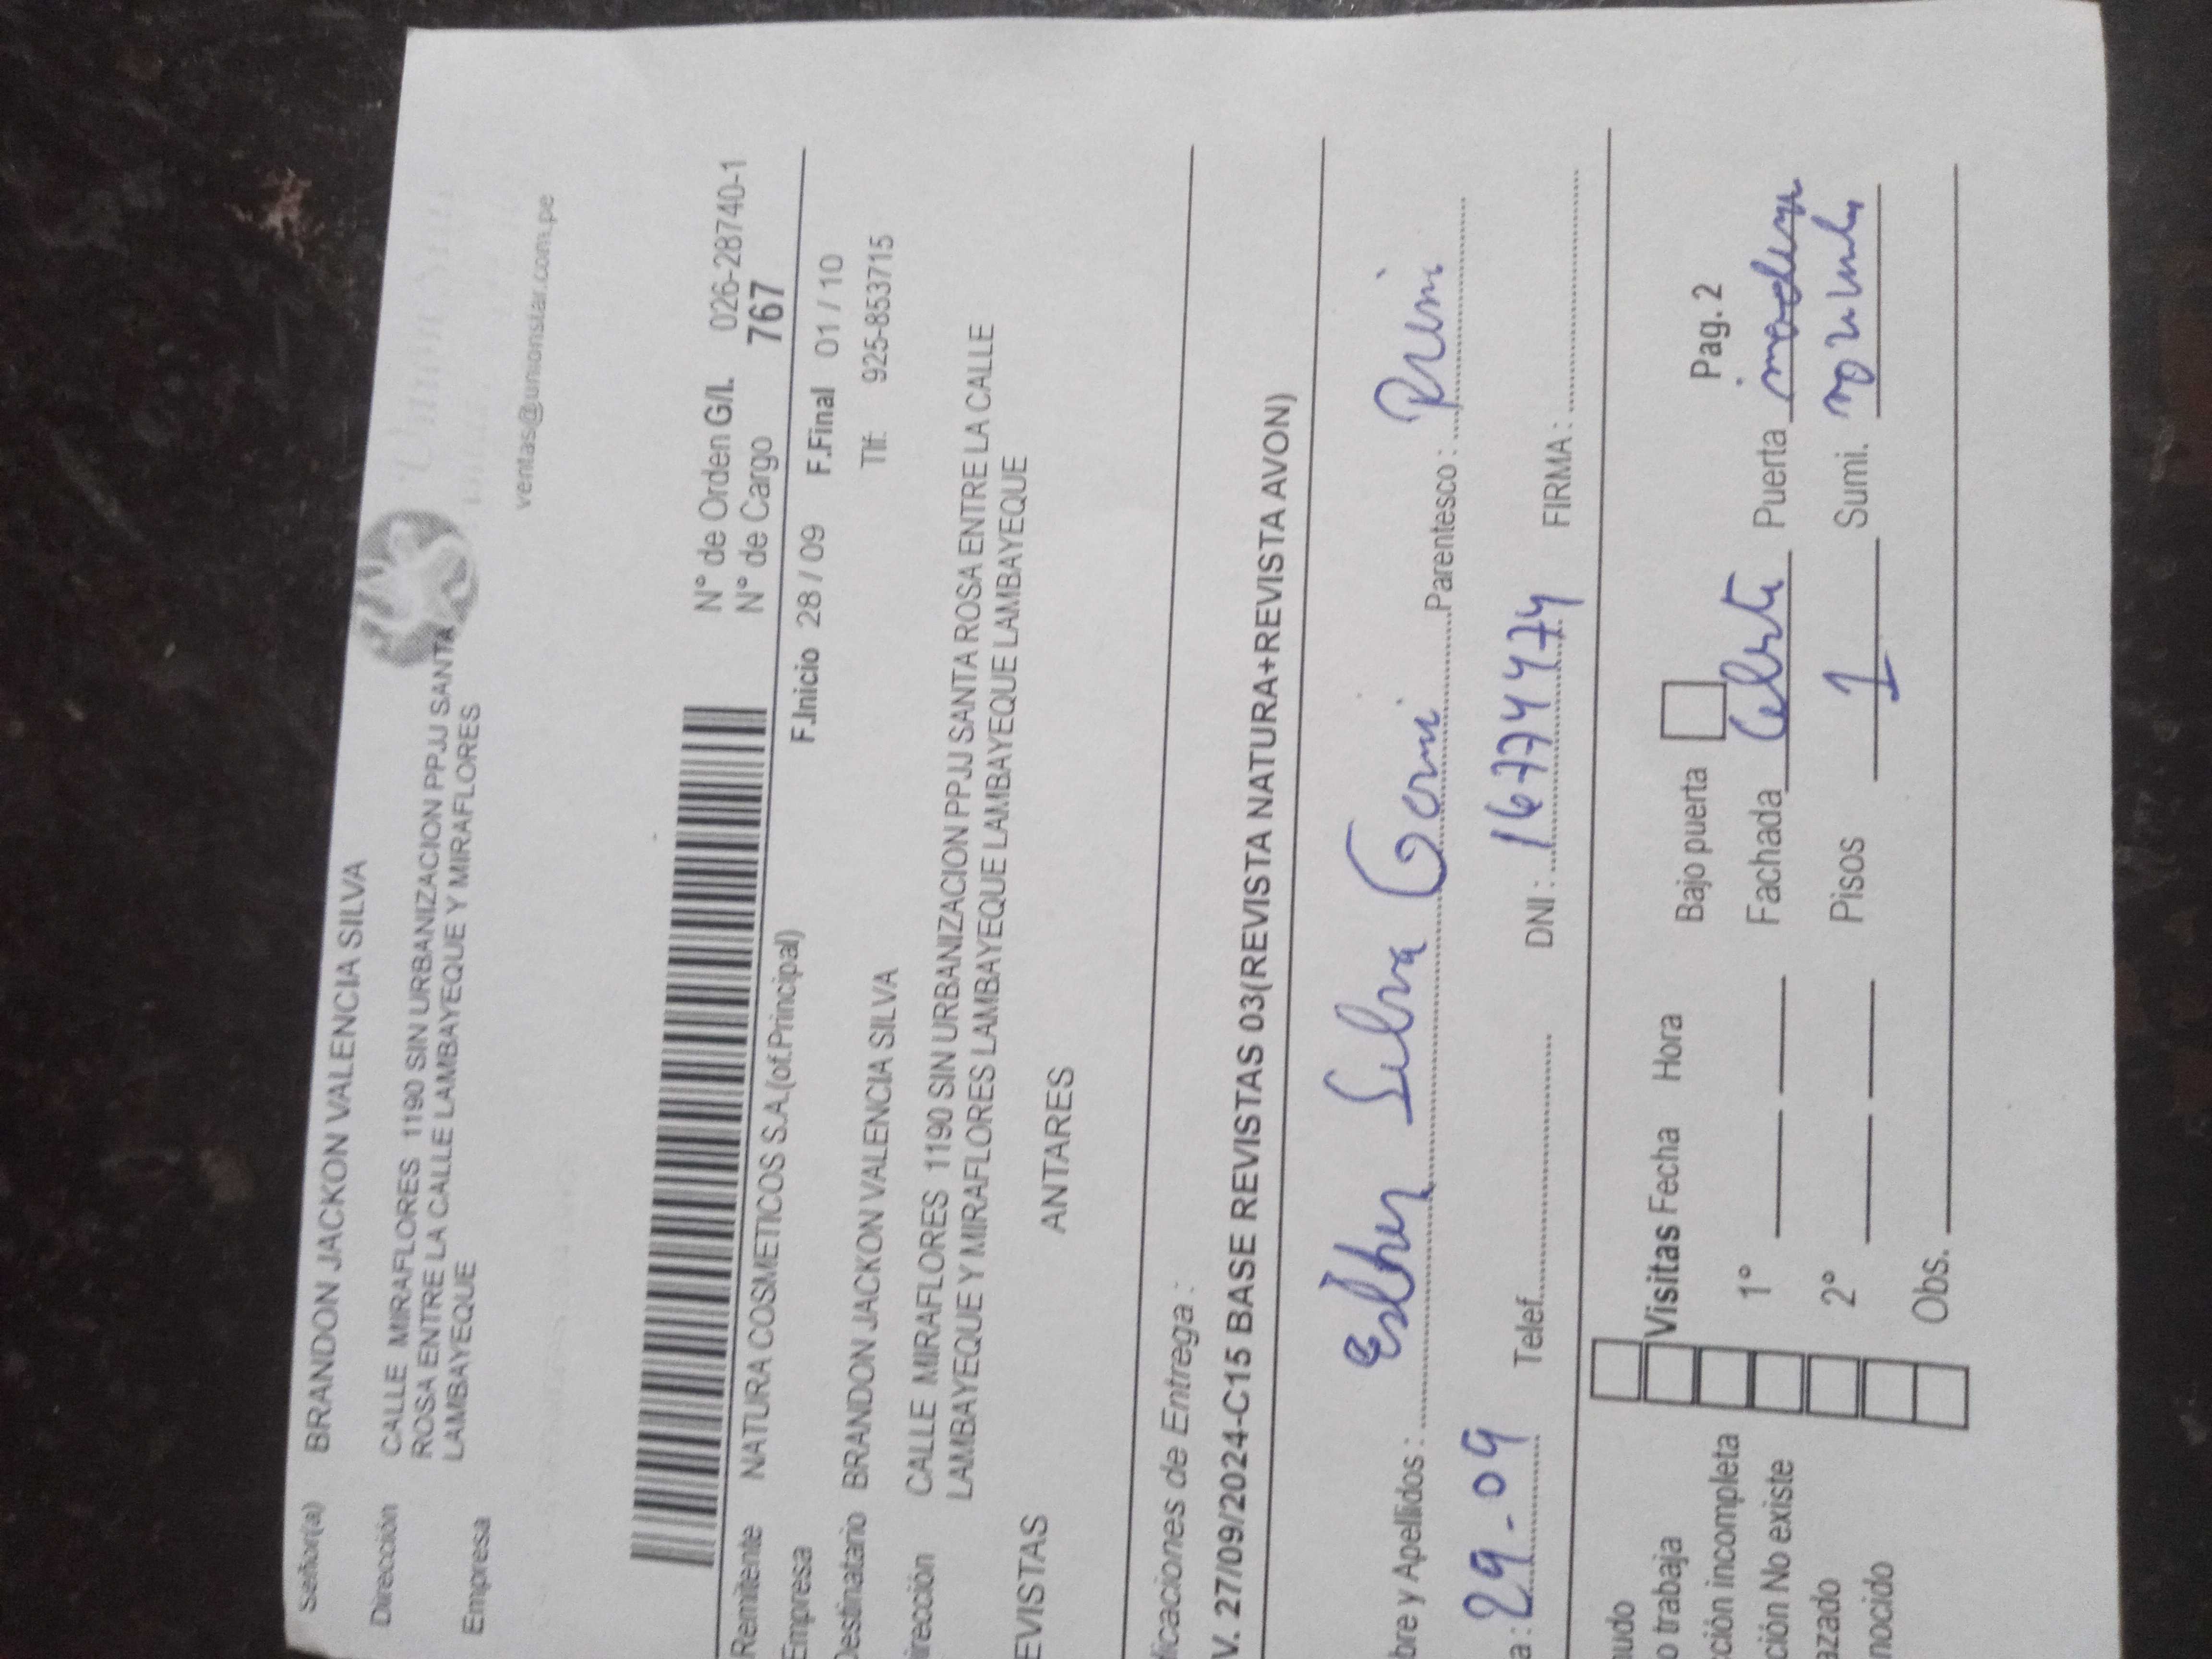 Señor(a) BRANDON JACKON VALENCIA SILVA
Dirección CALLE MIRAFLORES 1190 SIN URBANIZACION PPJJ SANTA
ROSA ENTRE LA CALLE LAMBAYEQUE Y MIRAFLORES
Empresa LAMBAYEQUE
ventas@unionstar.com.pe
N° de Orden G/L 026-28740-1
N° de Cargo 767
Remitente NATURA COSMETICOS S.A.(of.Principal)
Empresa F.Inicio 28 / 09 F.Final 01 / 10
Destinatario BRANDON JACKON VALENCIA SILVA Tlf: 925-853715
irección CALLE MIRAFLORES 1190 SIN URBANIZACION PPJJ SANTA ROSA ENTRE LA CALLE
LAMBAYEQUE Y MIRAFLORES LAMBAYEQUE LAMBAYEQUE LAMBAYEQUE
EVISTAS ANTARES
ificaciones de Entrega :
V. 27/09/2024-C15 BASE REVISTAS 03(REVISTA NATURA+REVISTA AVON)
bre y Apellidos : Esther Silva Parentesco :
a : 29-09 Telef. DNI : 16774474 FIRMA :
udo
o trabaja Visitas Fecha Hora Bajo puerta Pag. 2
ción incompleta 1° Fachada Celeste Puerta
ción No existe
azado 2° Pisos 1 Sumi.
nocido Obs.